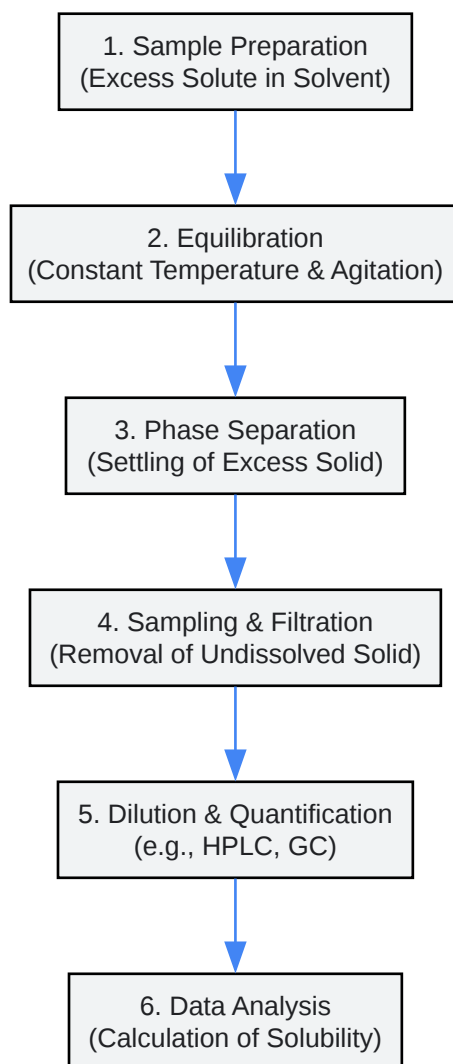 1. Sample Preparation
(Excess Solute in Solvent)
2. Equilibration
(Constant Temperature & Agitation)
3. Phase Separation
(Settling of Excess Solid)
4. Sampling & Filtration
(Removal of Undissolved Solid)
5. Dilution & Quantification
(e.g., HPLC, GC)
6. Data Analysis
(Calculation of Solubility)